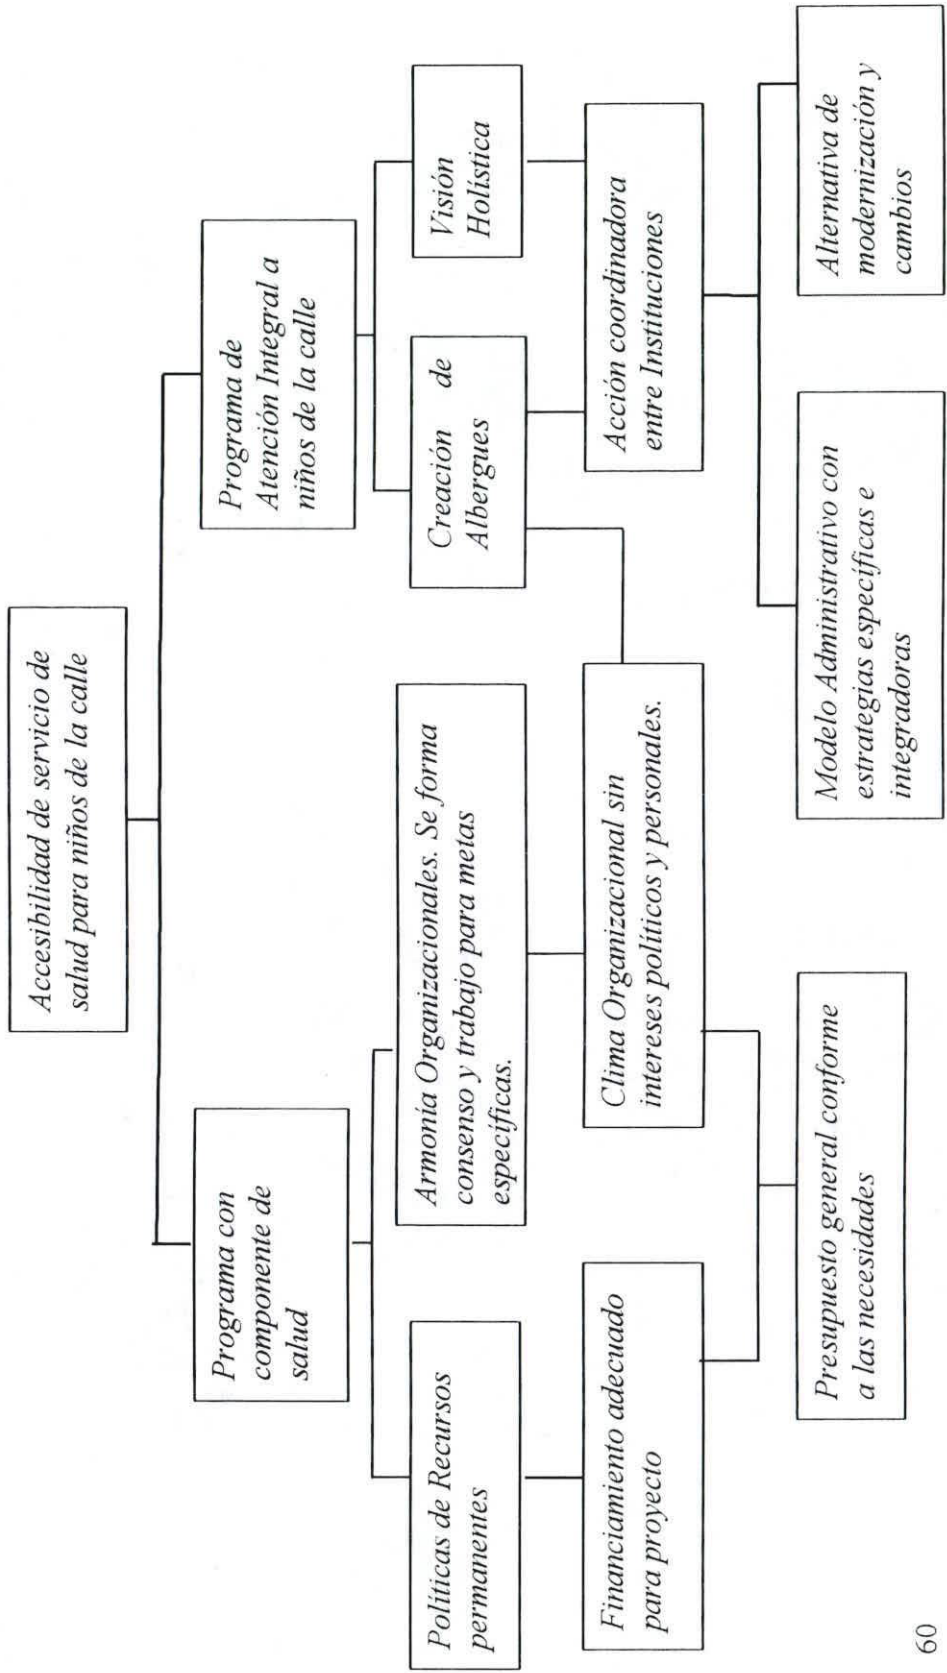 Accesibilidad de servicio de
salud para niños de la calle
Programa con
componente de
salud
Programa de
Atención Integral a
niños de la calle
Políticas de Recursos
permanentes
Armonía Organizacionales. Se forma
consenso y trabajo para metas
específicas.
Creación de
Albergues
Visión
Holística
Financiamiento adecuado
para proyecto
Clima Organizacional sin
intereses políticos y personales.
Acción coordinadora
entre Instituciones
Presupuesto general conforme
a las necesidades
Modelo Administrativo con
estrategias específicas e
integradoras
Alternativa de
modernización y
cambios
60